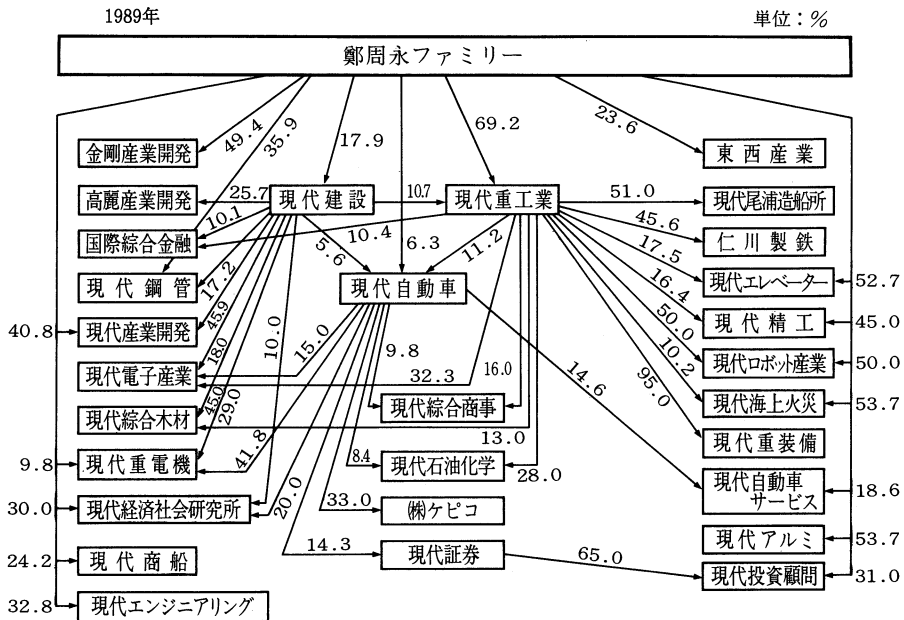 1989年
単位：％
鄭周永ファミリー
49.4
35.9
17.9
69.2
23.6
金剛産業開発
東西産業
高麗産業開発
25.7
現代建設
10.7
現代重工業
51.0
現代尾浦造船所
10.1
国際綜合金融
10.4
5.6
6.3
11.2
45.6
仁川製鉄
17.2
現代鋼管
現代自動車
17.5
現代エレベーター
52.7
16.4
40.8
現代産業開発
45.9
10.0
15.0
9.8
50.0
現代精工
45.0
18.0
現代電子産業
32.3
16.0
10.2
現代ロボット産業
50.0
45.0
29.0
14.6
95.0
現代綜合木材
現代綜合商事
現代海上火災
53.7
13.0
現代重装備
9.8
現代重電機
41.8
8.4
現代石油化学
28.0
現代自動車
サービス
18.6
30.0
現代経済社会研究所
20.0
33.0
㈱ケピコ
24.2
現代商船
14.3
現代証券
65.0
現代アルミ
53.7
現代投資顧問
31.0
32.8
現代エンジニアリング